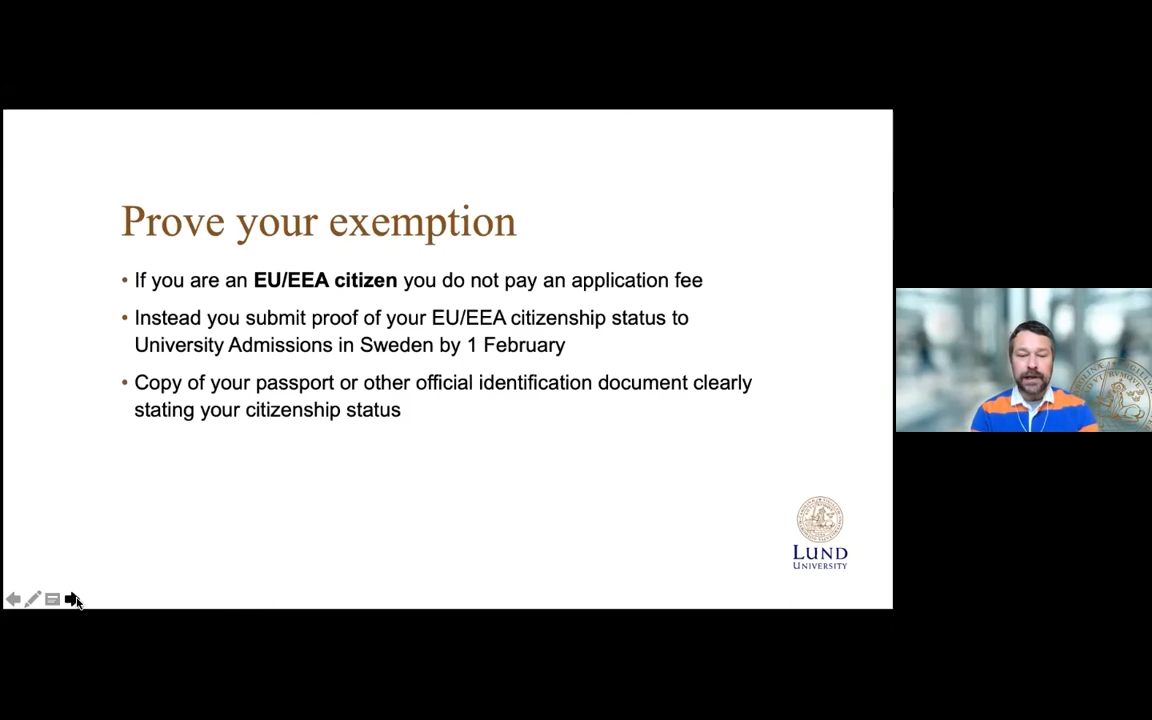 Prove your exemption
• If you are an EU/EEA citizen you do not pay an application fee
• Instead you submit proof of your EU/EEA citizenship status to
University Admissions in Sweden by 1 February
• Copy of your passport or other official identification document clearly
stating your citizenship status
LUND
UNIVERSITY